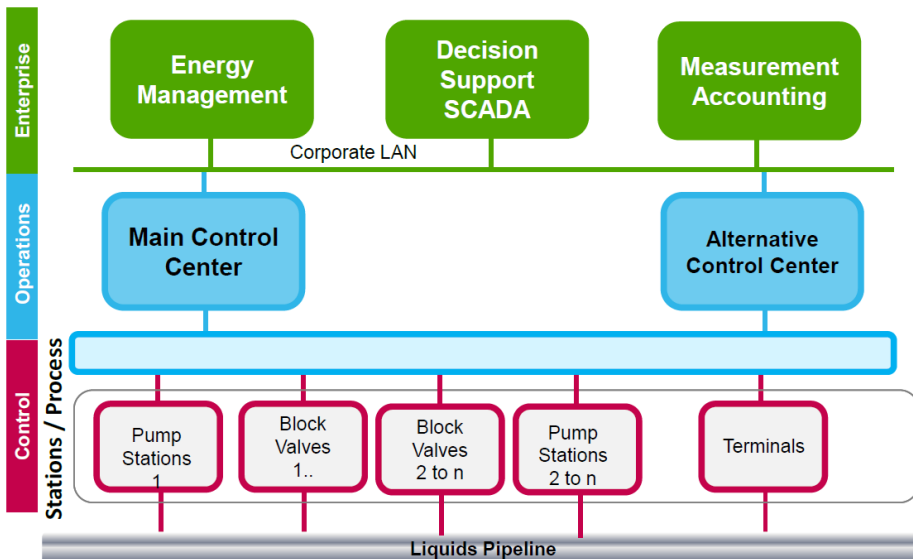 Enterprise
Energy
Management
Decision
Support
SCADA
Measurement
Accounting
Corporate LAN
Operations
Main Control
Center
Alternative
Control Center
Control
Stations / Process
Pump
Stations
1
Block
Valves
1..
Block
Valves
2 to n
Pump
Stations
2 to n
Terminals
Liquids Pipeline